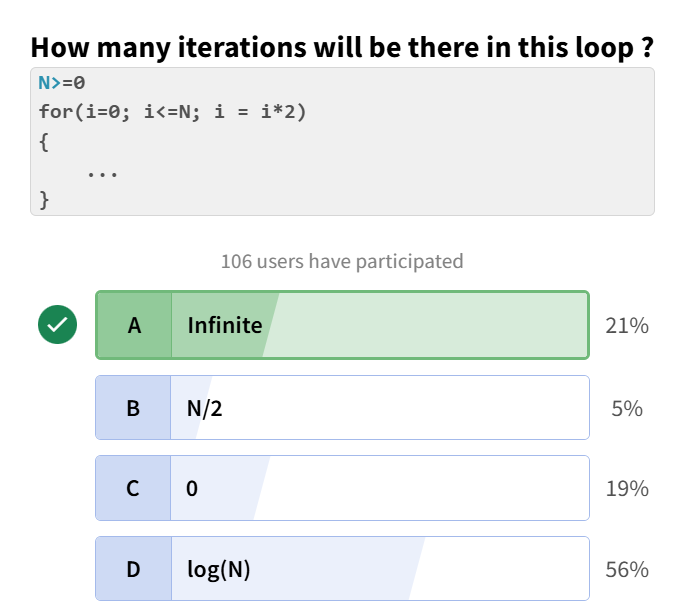 How many iterations will be there in this loop ?
N>=0
for(i=0; i<=N; i = i*2)
{
...
}
106 users have participated
A Infinite 21%
B N/2 5%
C 0 19%
D log(N) 56%